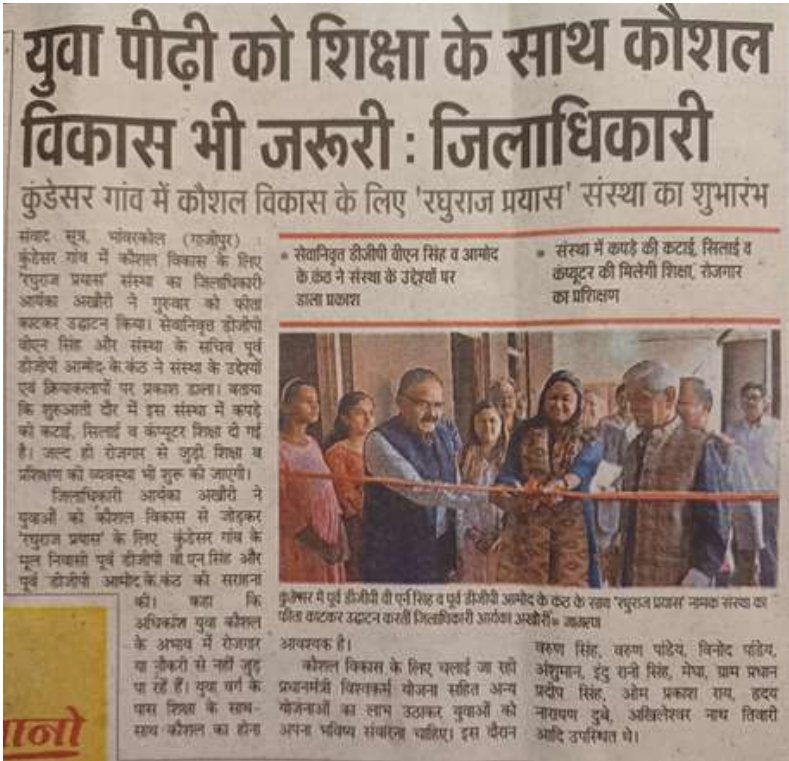 युवा पीढ़ी को शिक्षा के साथ कौशल
विकास भी जरूरी : जिलाधिकारी
कुंडेसर गांव में कौशल विकास के लिए 'रघुराज प्रयास' संस्था का शुभारंभ
संवाद सूत्र, भांवरकोल (गाजीपुर) :
कुंडेसर गांव में कौशल विकास के लिए
'रघुराज प्रयास' संस्था का जिलाधिकारी
आर्यका अखौरी ने गुरुवार को फीता
काटकर उद्घाटन किया। सेवानिवृत डीजीपी
वीएन सिंह और संस्था के सचिव पूर्व
डीजीपी आमोद के कंठ ने संस्था के उद्देश्यों
एवं क्रियाकलापों पर प्रकाश डाला। बताया
कि शुरुआती दौर में इस संस्था में कपड़े
की कटाई, सिलाई व कंप्यूटर शिक्षा दी गई
है। जल्द ही रोजगार से जुड़ी शिक्षा व
प्रशिक्षण की व्यवस्था भी शुरू की जाएगी।
जिलाधिकारी आर्यका अखौरी ने
युवाओं को कौशल विकास से जोड़कर
'रघुराज प्रयास' के लिए कुंडेसर गांव के
मूल निवासी पूर्व डीजीपी वी.एन.सिंह और
पूर्व डीजीपी आमोद के.कंठ की सराहना
की। कहा कि
अधिकांश युवा कौशल
के अभाव में रोजगार
या नौकरी से नहीं जुड़
पा रहे हैं। युवा वर्ग के
पास शिक्षा के साथ-
साथ कौशल का होना
सेवानिवृत डीजीपी वीएन सिंह व आमोद
के.कंठ ने संस्था के उद्देश्यों पर
डाला प्रकाश
संस्था में कपड़े की कटाई, सिलाई व
कंप्यूटर की मिलेगी शिक्षा, रोजगार
का प्रशिक्षण
कुंडेसर में पूर्व डीजीपी वी एन सिंह व पूर्व डीजीपी आमोद के कंठ के साथ 'रघुराज प्रयास' नामक संस्था का
फीता काटकर उद्घाटन करतीं जिलाधिकारी आर्यका अखौरी● जागरण
आवश्यक है।
कौशल विकास के लिए चलाई जा रही
प्रधानमंत्री विश्वकर्मा योजना सहित अन्य
योजनाओं का लाभ उठाकर युवाओं को
अपना भविष्य संवारना चाहिए। इस दौरान
वरुण सिंह, वरुण पांडेय, विनोद पांडेय,
अंशुमान, इंदु रानी सिंह, मेघा, ग्राम प्रधान
प्रदीप सिंह, ओम प्रकाश राय, हृदय
नारायण दुबे, अखिलेश्वर नाथ तिवारी
आदि उपस्थित थे।